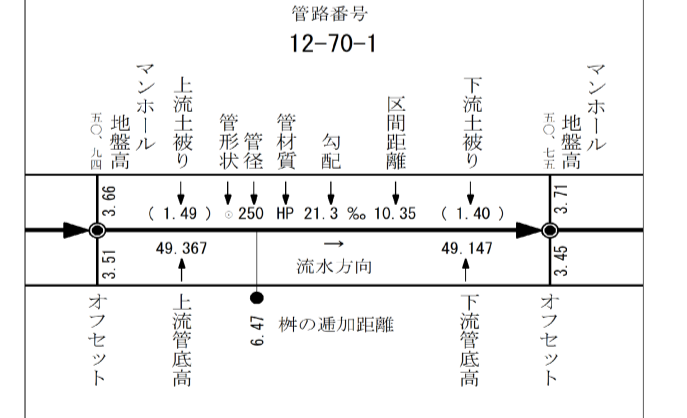 管路番号
12-70-1
マンホール
地盤高
五〇、九四
上流土被り
管形状
管径
管材質
勾配
区間距離
下流土被り
マンホール
地盤高
五〇、七五
3.66
( 1.49 ) ◎ 250 HP 21.3 ‰ 10.35 ( 1.40 )
3.71
3.51
49.367
→
流水方向
49.147
3.45
オフセット
上流管底高
6.47
桝の逓加距離
下流管底高
オフセット